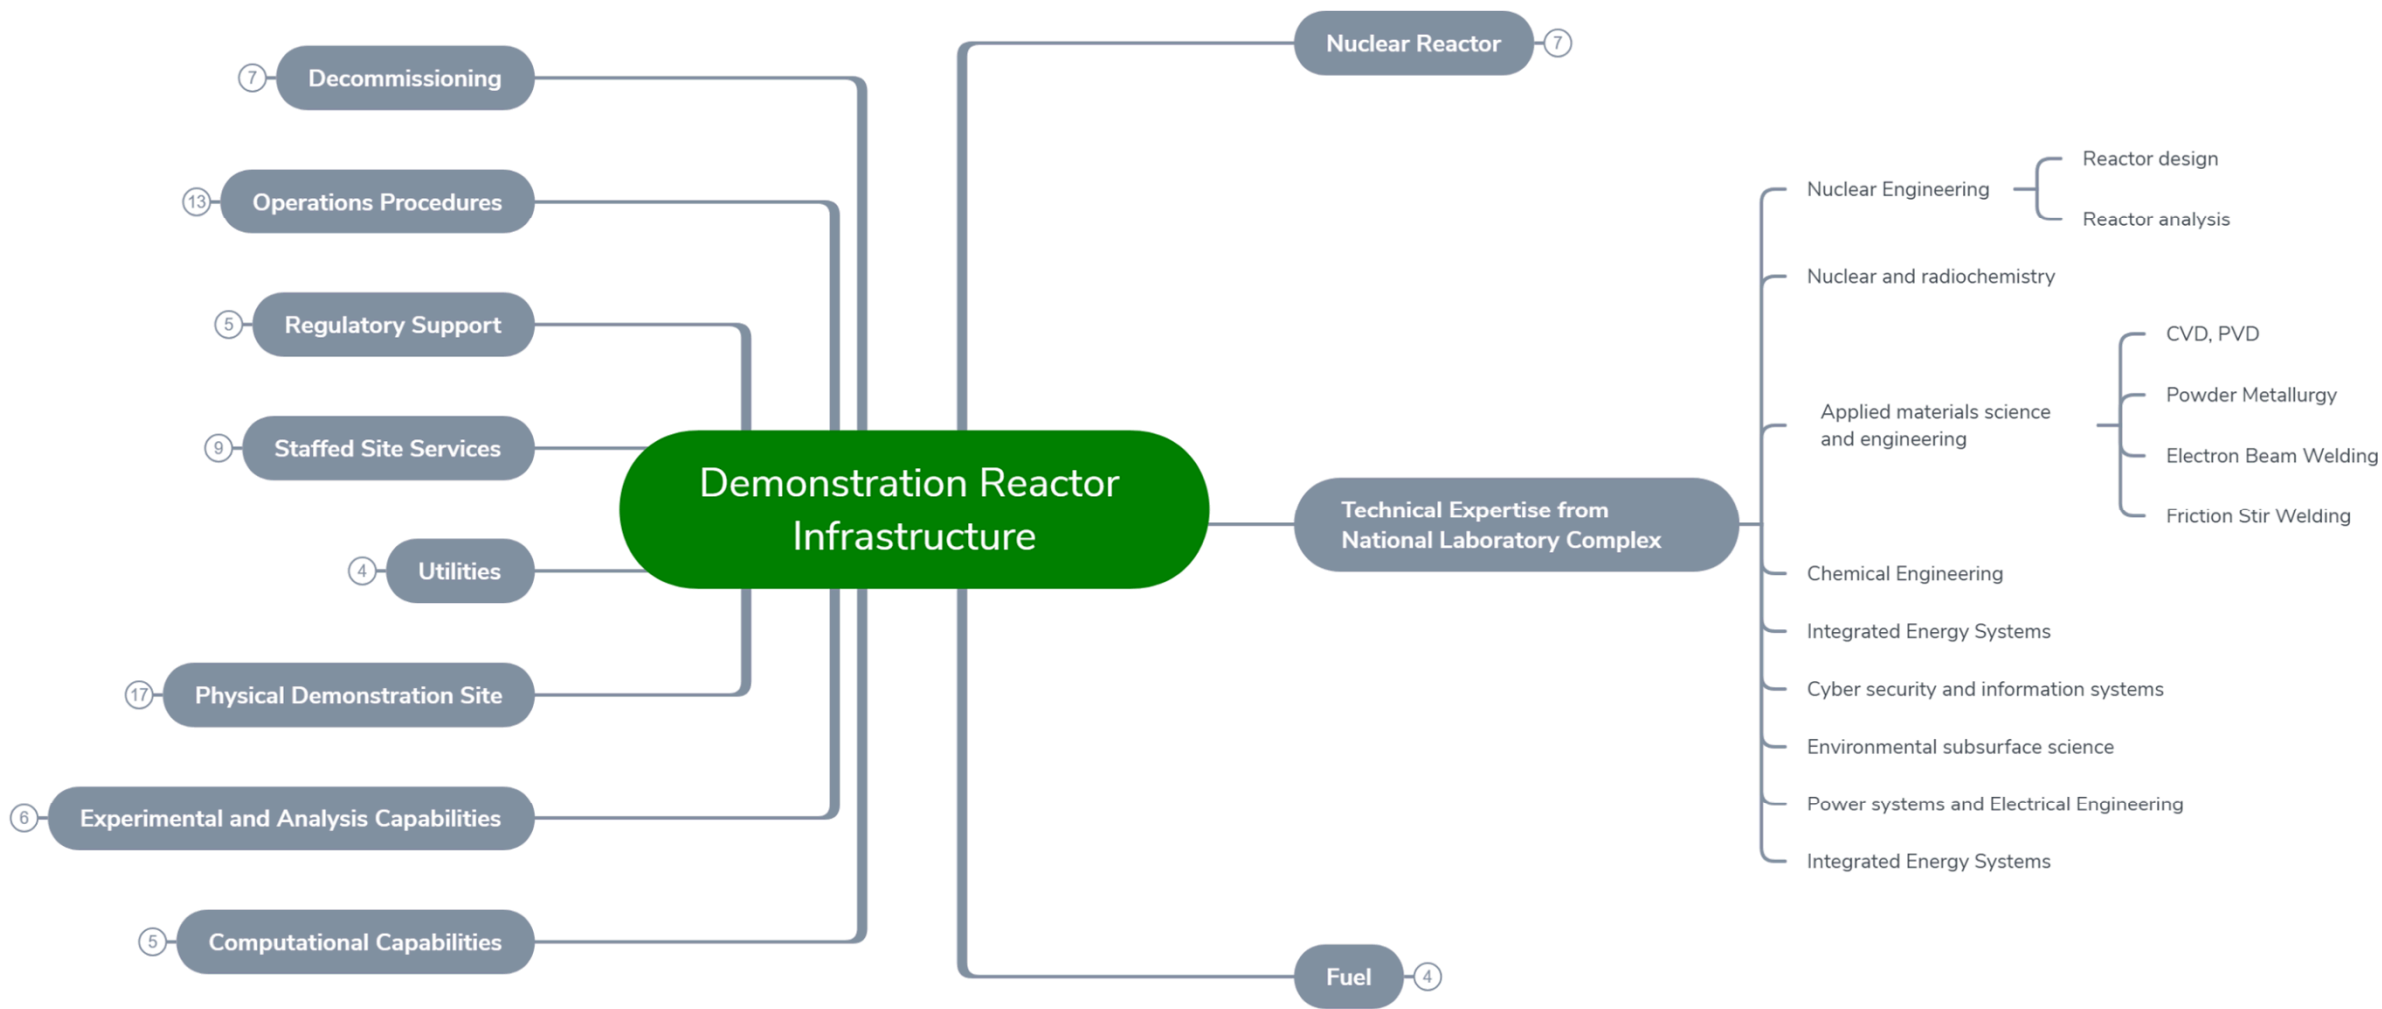 Demonstration Reactor
Infrastructure
Nuclear Reactor
7
Technical Expertise from
National Laboratory Complex
Nuclear Engineering
Reactor design
Reactor analysis
Nuclear and radiochemistry
Applied materials science
and engineering
CVD, PVD
Powder Metallurgy
Electron Beam Welding
Friction Stir Welding
Chemical Engineering
Integrated Energy Systems
Cyber security and information systems
Environmental subsurface science
Power systems and Electrical Engineering
Integrated Energy Systems
Fuel
4
7
Decommissioning
13
Operations Procedures
5
Regulatory Support
9
Staffed Site Services
4
Utilities
17
Physical Demonstration Site
6
Experimental and Analysis Capabilities
5
Computational Capabilities